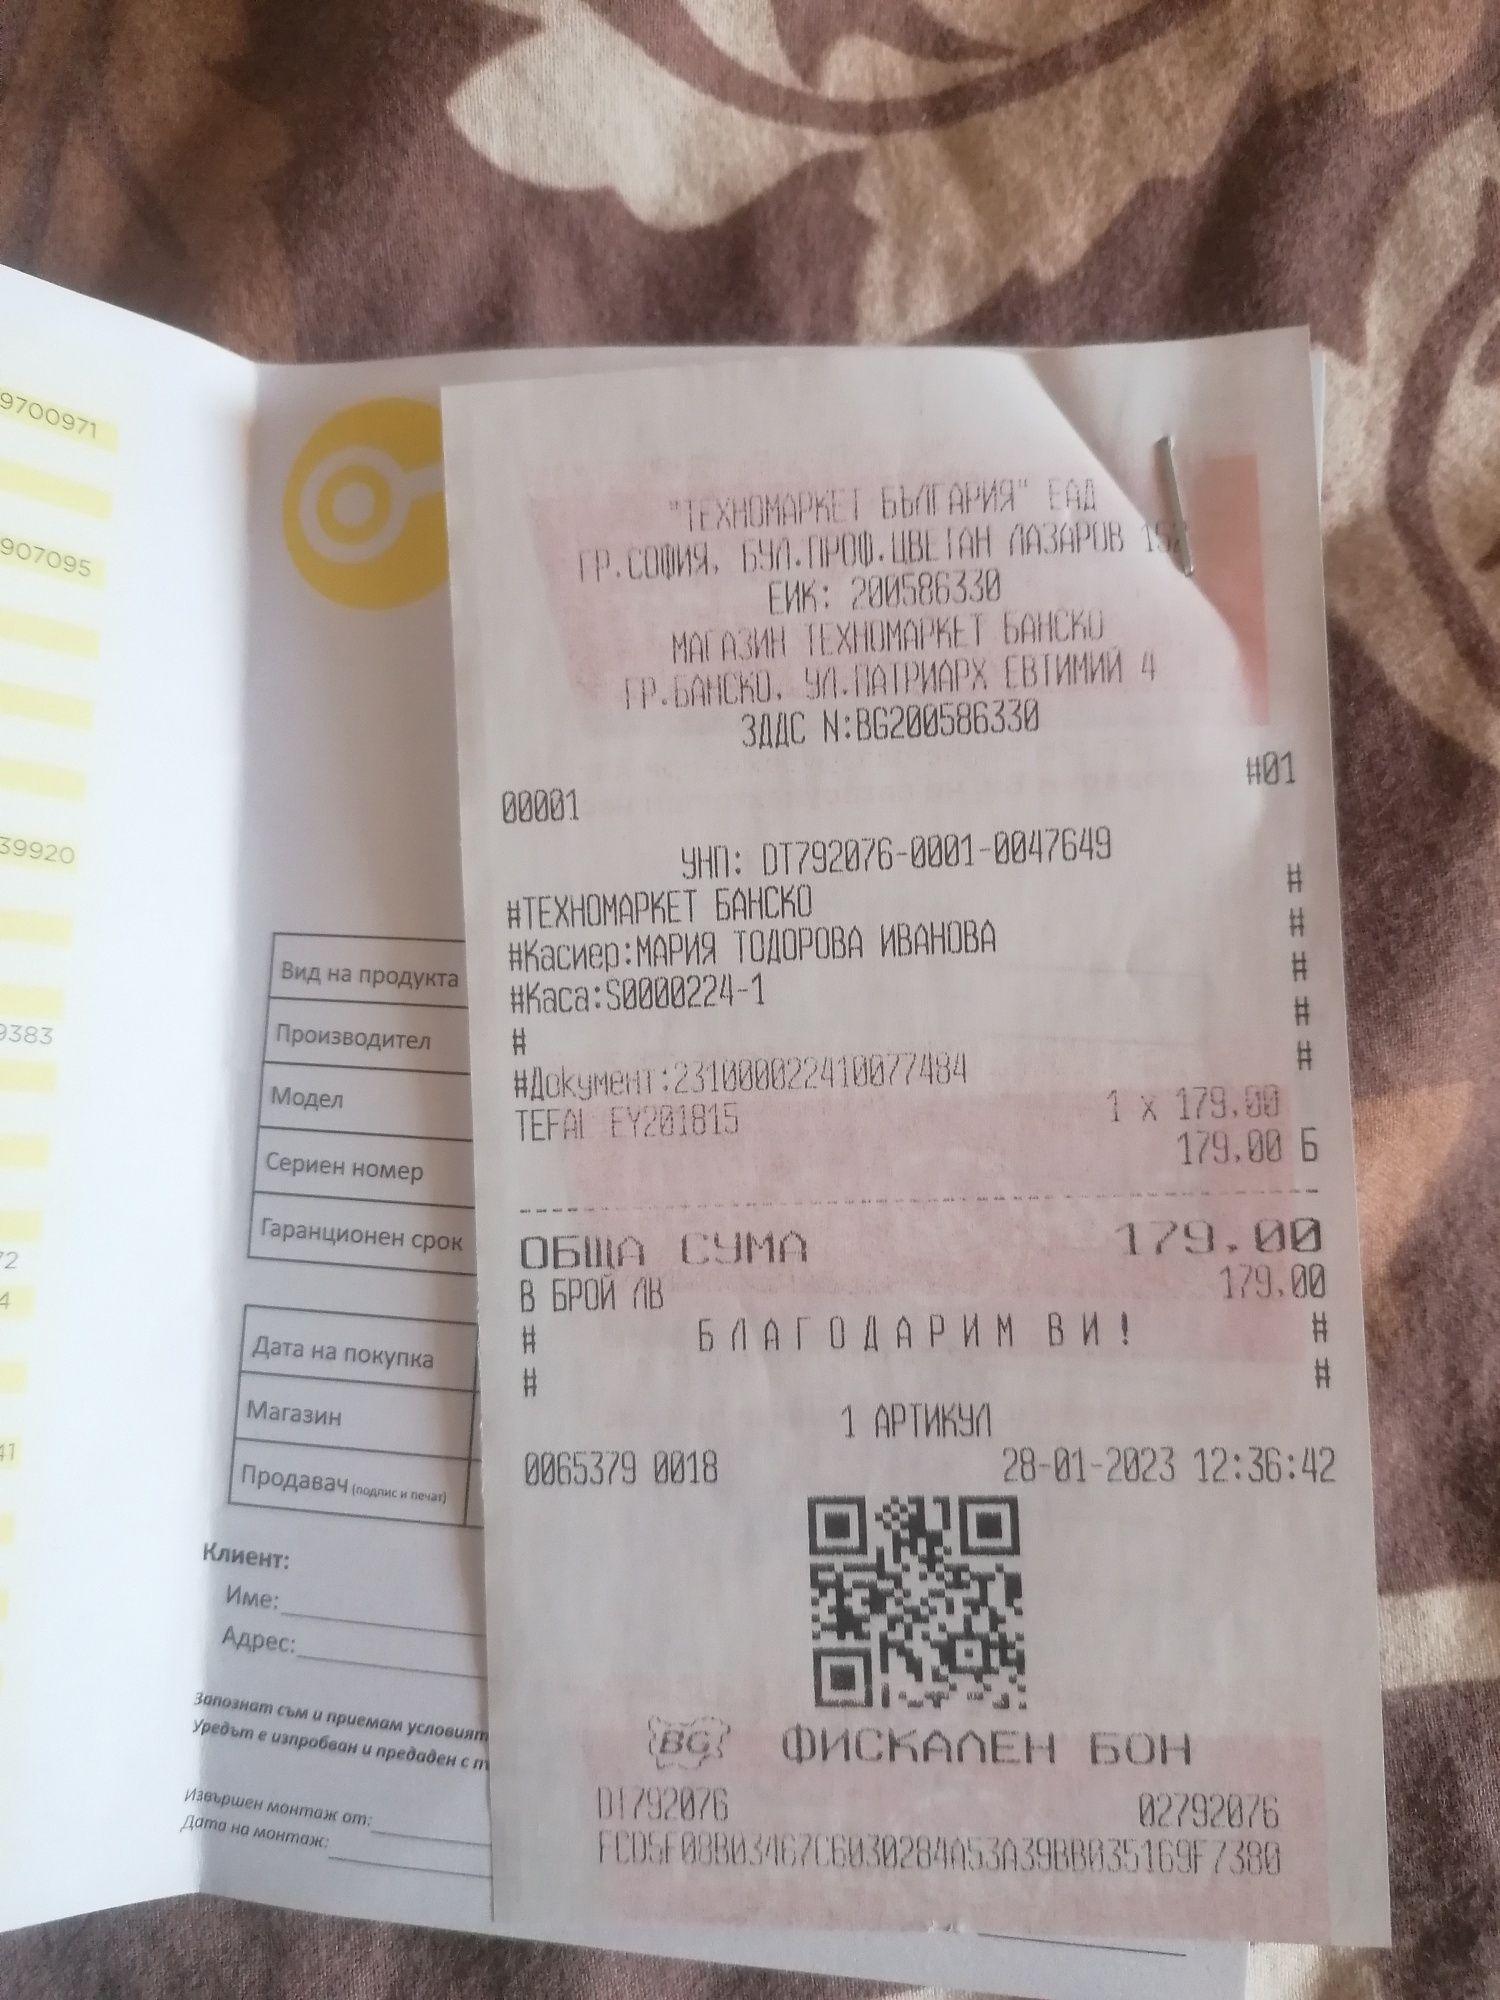 9700971
907095
39920
9383
72
4
41
"ТЕХНОМАРКЕТ БЪЛГАРИЯ" ЕАД
ГР.СОФИЯ, БУЛ.ПРОФ.ЦВЕТАН ЛАЗАРОВ
ЕИК: 200586330
МАГАЗИН ТЕХНОМАРКЕТ БАНСКО
ГР.БАНСКО, УЛ.ПАТРИАРХ ЕВТИМИЙ 4
ЗДДС N:BG200586330
00001 #01
УНП: DT792076-0001-0047649
#ТЕХНОМАРКЕТ БАНСКО #
#Касиер:МАРИЯ ТОДОРОВА ИВАНОВА #
#Каса:S0000224-1 #
# #
#Документ:231000022410077484 #
TEFAL EY201815 1 x 179.00
179.00 Б
ОБЩА СУМА 179.00
В БРОЙ ЛВ 179.00
# БЛАГОДАРИМ ВИ! #
# #
1 АРТИКУЛ
0065379 0018 28-01-2023 12:36:42
BG ФИСКАЛЕН БОН
DT792076 02792076
FCD5F08B03467C6030284A53A39BB035169F7380
Вид на продукта
Производител
Модел
Сериен номер
Гаранционен срок
Дата на покупка
Магазин
Продавач (подпис и печат)
Клиент:
Име:
Адрес:
Запознат съм и приемам
Уредът е изпробван и предаден с
Извършен монтаж от:
Дата на монтаж: